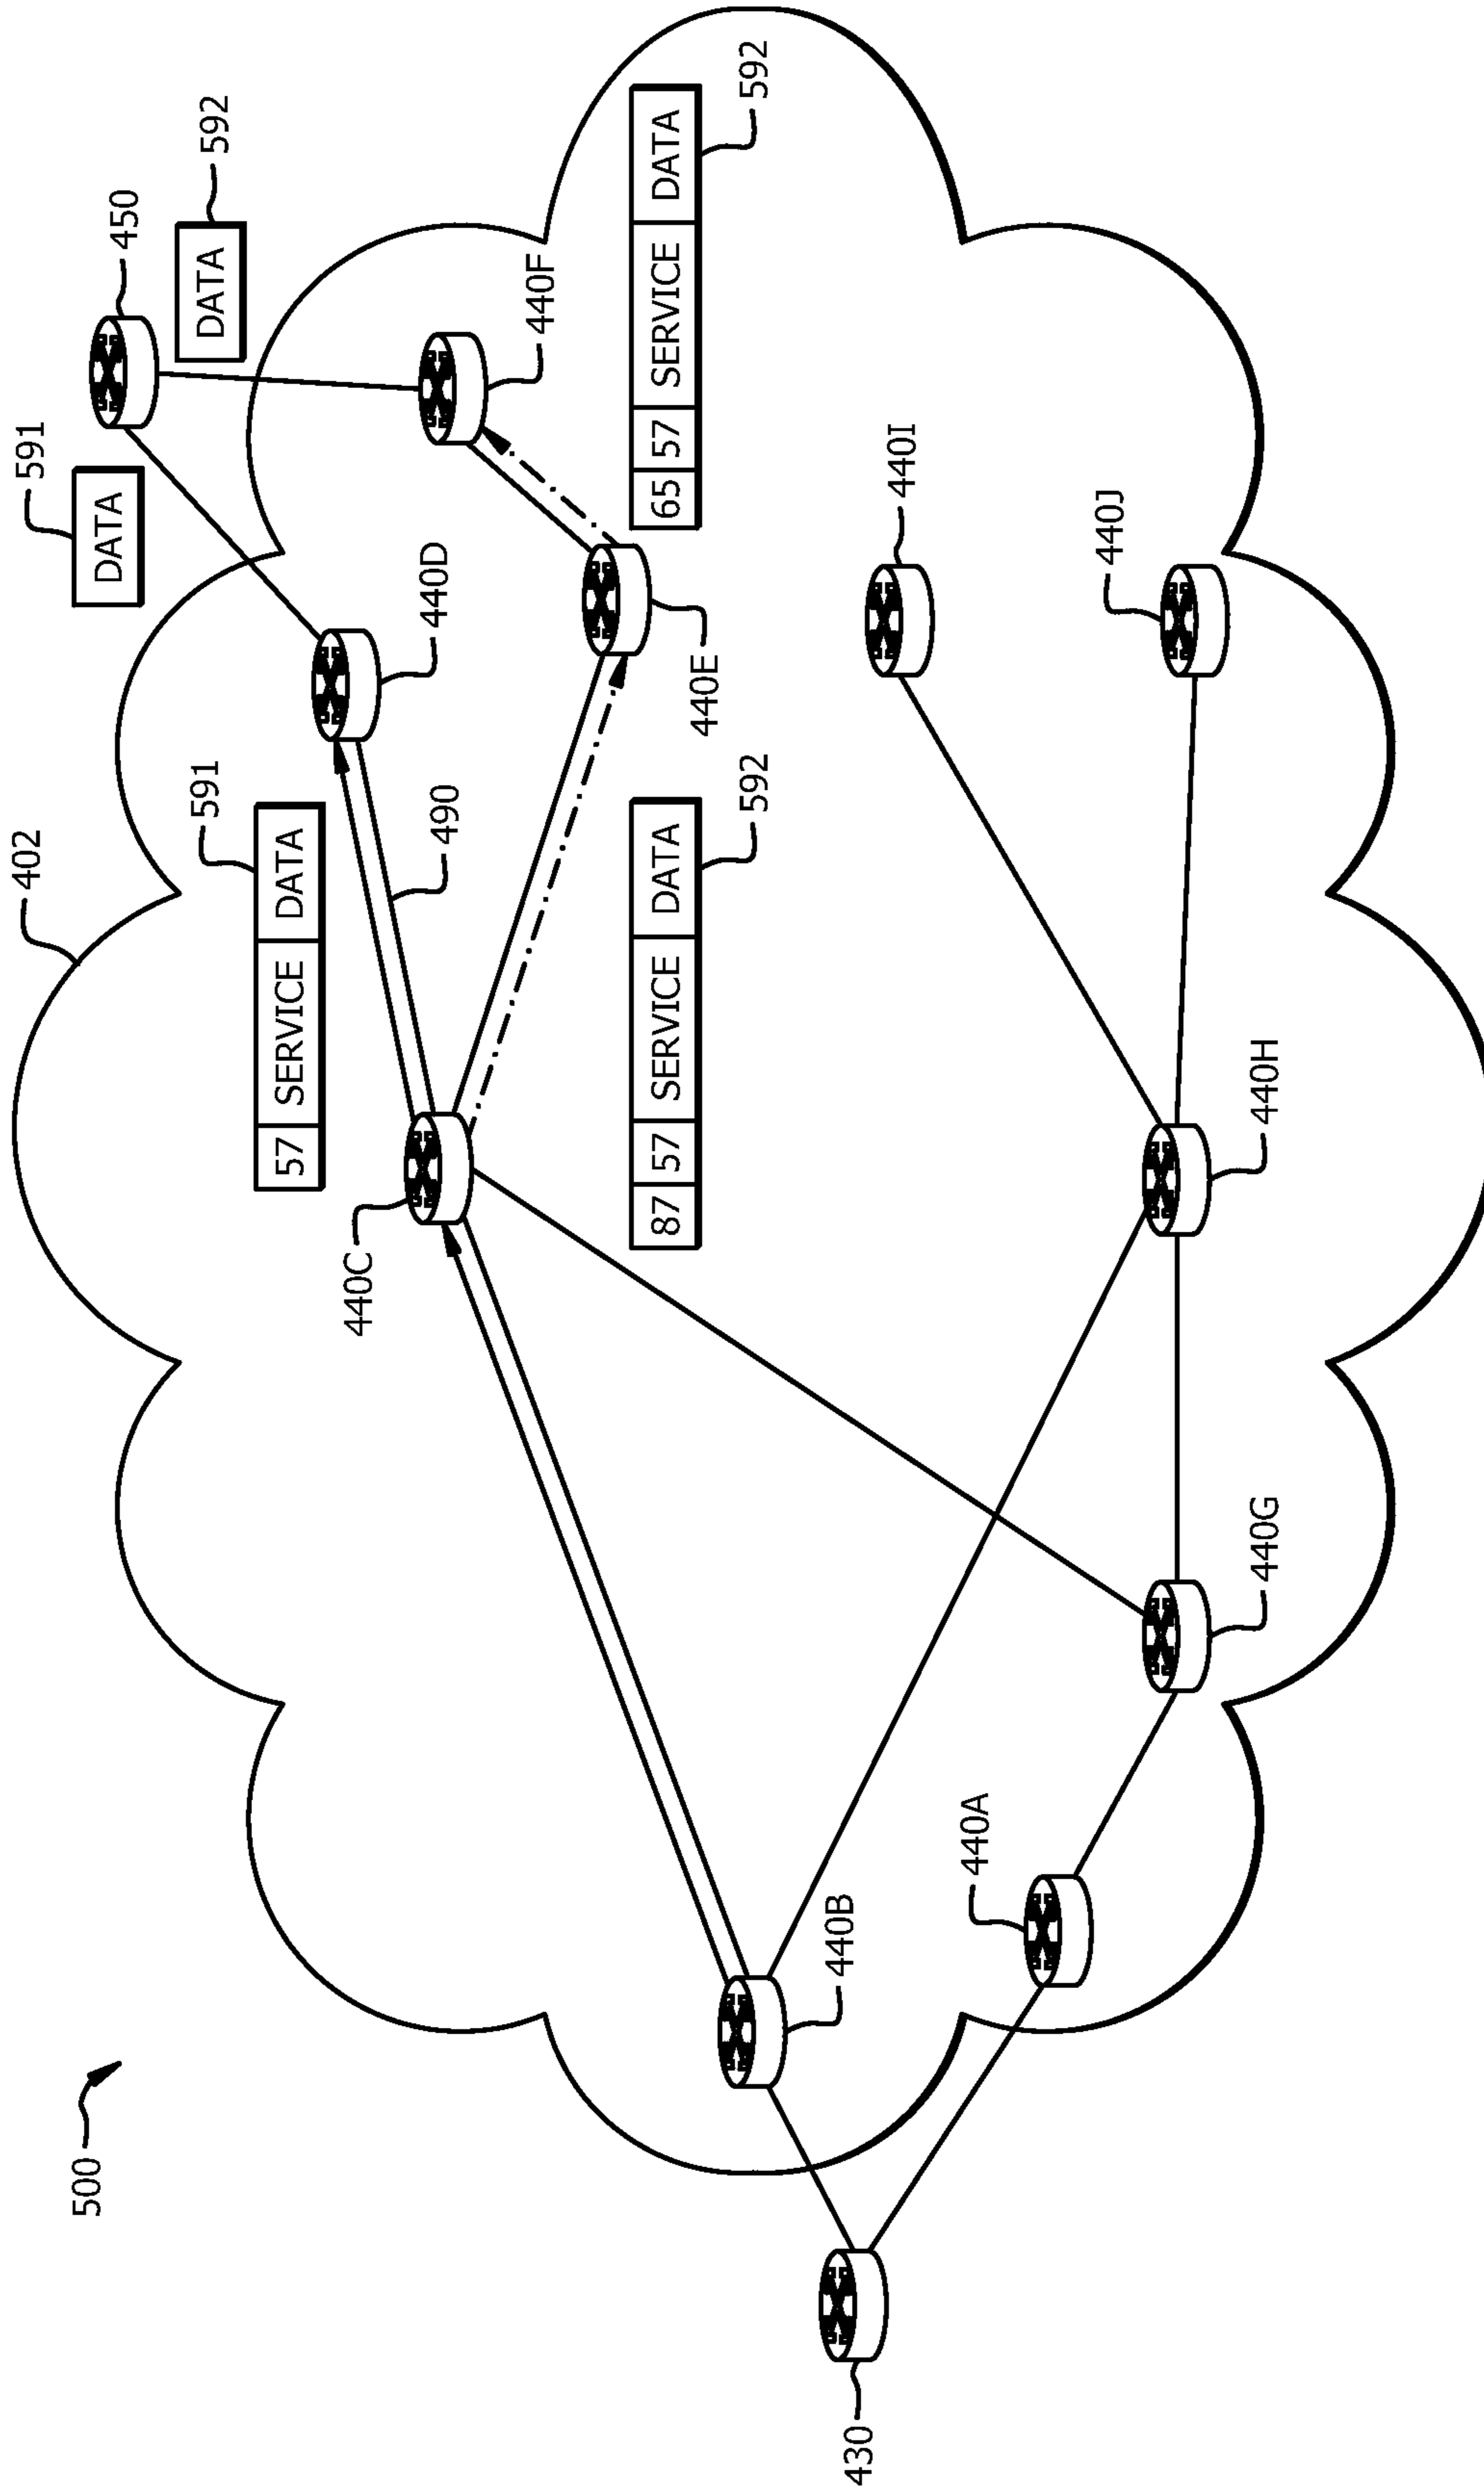 500
402
591
DATA
450
592
DATA
591
57 SERVICE DATA
440D
490
440C
440F
440E
87 57 SERVICE DATA
592
65 57 SERVICE DATA
592
440B
440A
430
440G
440H
440I
440J